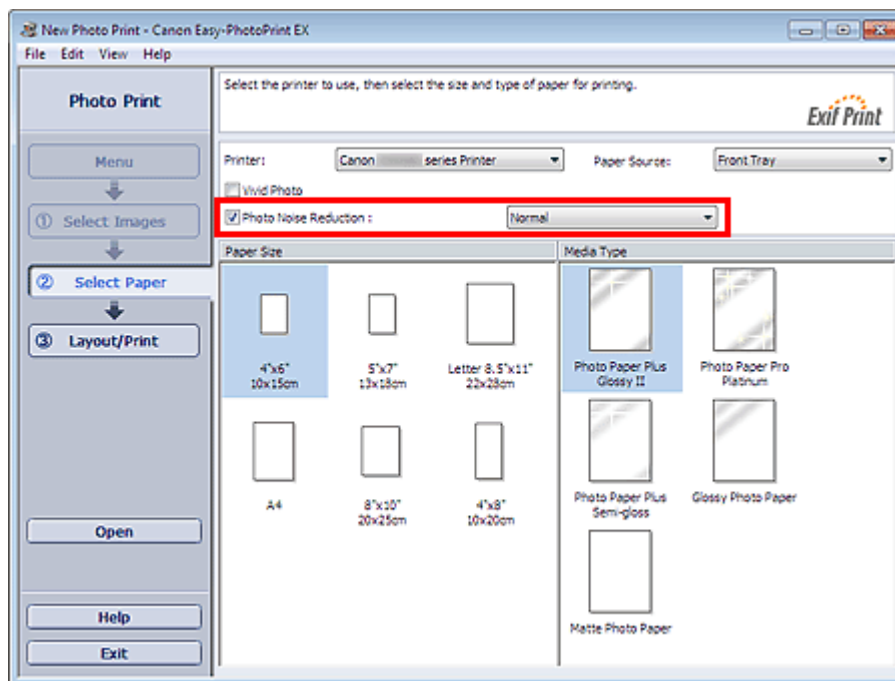 New Photo Print - Canon Easy-PhotoPrint EX
File Edit View Help
Photo Print
Select the printer to use, then select the size and type of paper for printing.
Exif Print
Menu
① Select Images
② Select Paper
③ Layout/Print
Open
Help
Exit
Printer: Canon series Printer Paper Source: Front Tray
Vivid Photo
Photo Noise Reduction : Normal
Paper Size
4"x6"
10x15cm
5"x7"
13x18cm
Letter 8.5"x11"
22x28cm
A4
8"x10"
20x25cm
4"x8"
10x20cm
Media Type
Photo Paper Plus
Glossy II
Photo Paper Pro
Platinum
Photo Paper Plus
Semi-gloss
Glossy Photo Paper
Matte Photo Paper